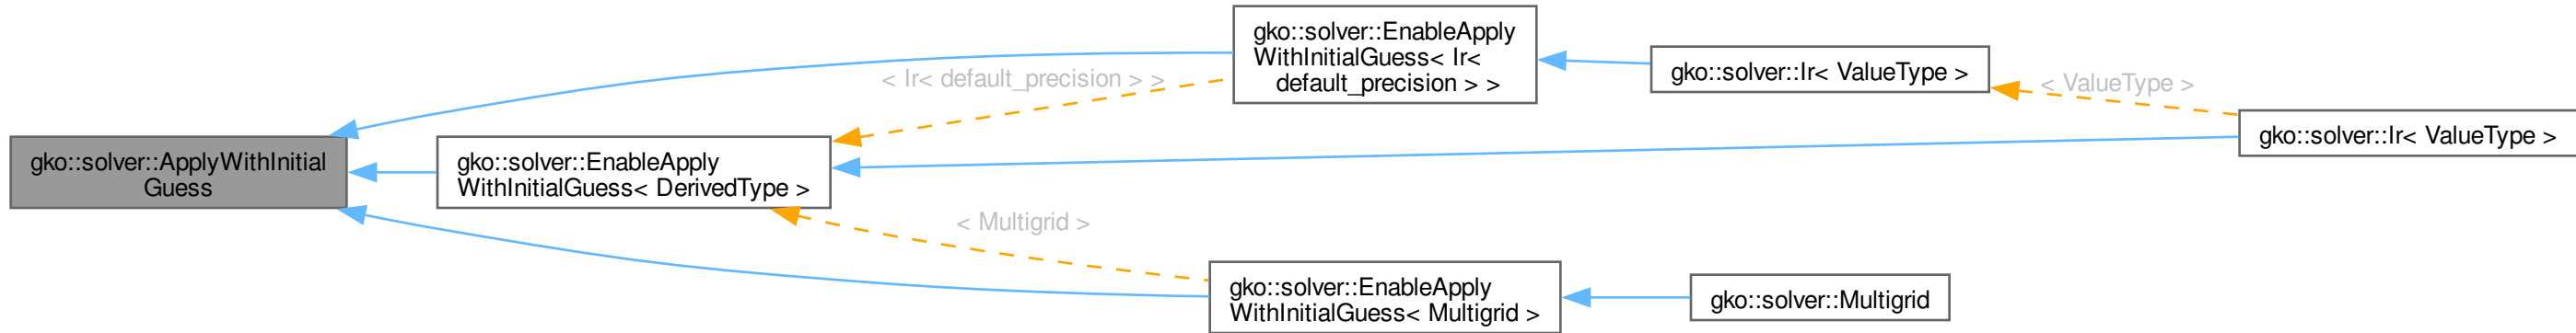 gko::solver::ApplyWithInitial
Guess
gko::solver::EnableApply
WithInitialGuess< DerivedType >
< Ir< default_precision > >
gko::solver::EnableApply
WithInitialGuess< Ir<
default_precision > >
gko::solver::Ir< ValueType >
< ValueType >
gko::solver::Ir< ValueType >
< Multigrid >
gko::solver::EnableApply
WithInitialGuess< Multigrid >
gko::solver::Multigrid